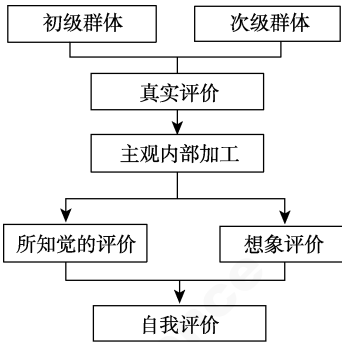 初级群体
次级群体
真实评价
主观内部加工
所知觉的评价
想象评价
自我评价